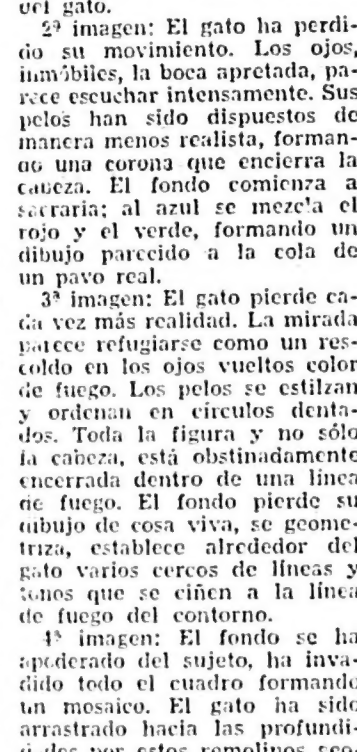 del gato.
2ª imagen: El gato ha perdi-
do su movimiento. Los ojos,
inmóbiles, la boca apretada, pa-
rece escuchar intensamente. Sus
pelos han sido dispuestos de
manera menos realista, forman-
do una corona que encierra la
cabeza. El fondo comienza a
cerraria; al azul se mezcla el
rojo y el verde, formando un
dibujo parecido a la cola de
un pavo real.
3ª imagen: El gato pierde ca-
da vez más realidad. La mirada
parece refugiarse como un res-
coldo en los ojos vueltos color
de fuego. Los pelos se estilzan
y ordenan en círculos denta-
dos. Toda la figura y no sólo
la cabeza, está obstinadamente
encerrada dentro de una linea
de fuego. El fondo pierde su
dibujo de cosa viva, se geome-
triza, establece alrededor del
gato varios cercos de líneas y
tonos que se ciñen a la línea
de fuego del contorno.
4ª imagen: El fondo se ha
apoderado del sujeto, ha inva-
dido todo el cuadro formando
un mosaico. El gato ha sido
arrastrado hacia las profundi-
por estos remolinos